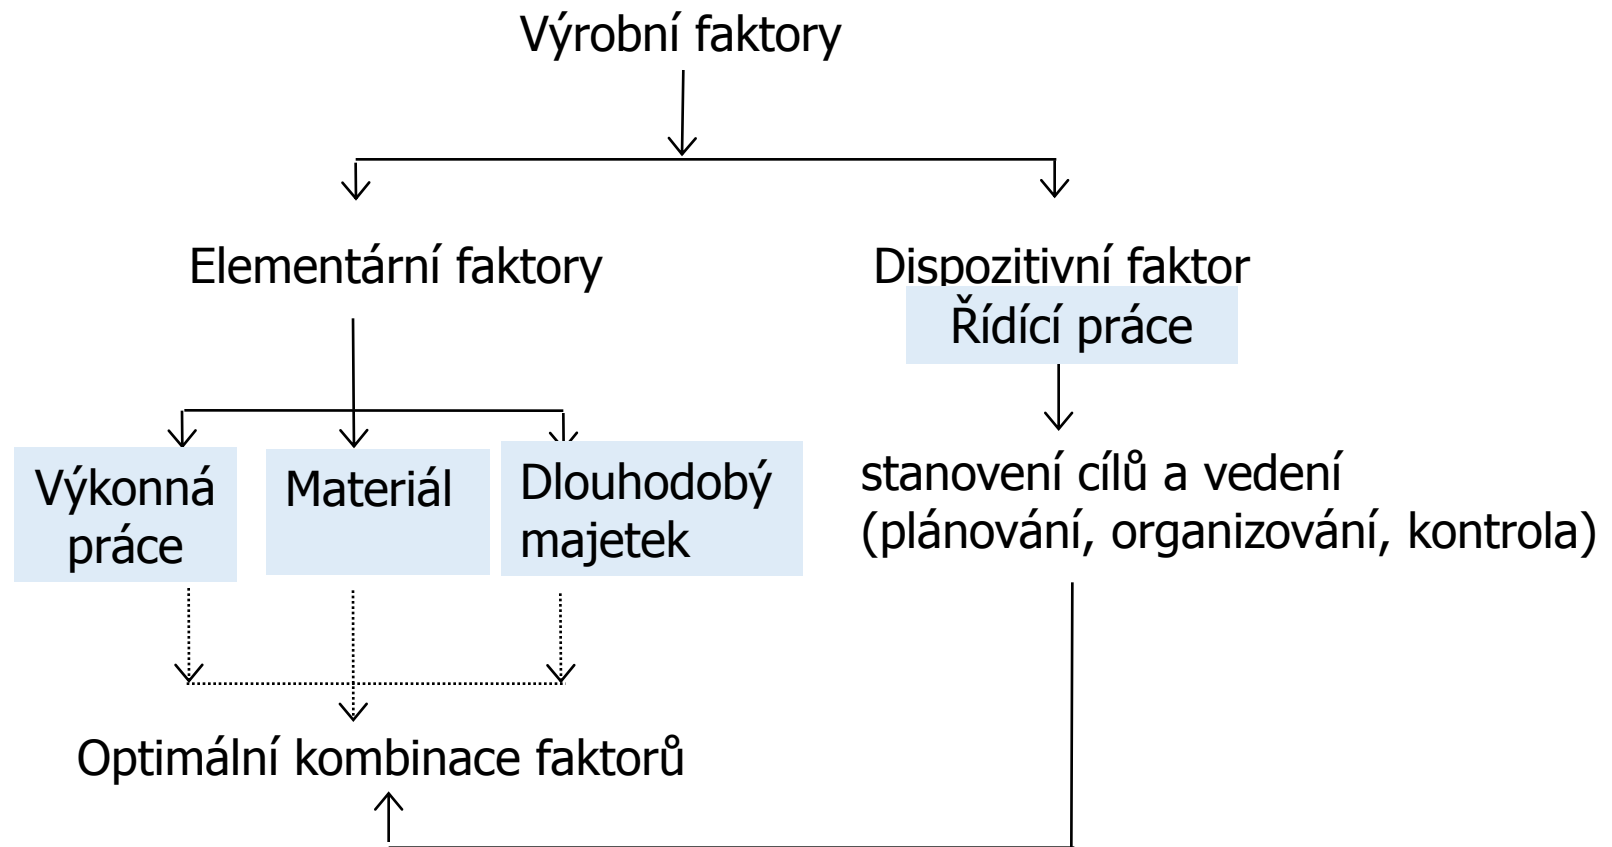 Výrobní faktory
Elementární faktory
Dispozitivní faktor
Řídící práce
Výkonná
práce
Materiál
Dlouhodobý
majetek
stanovení cílů a vedení
(plánování, organizování, kontrola)
Optimální kombinace faktorů